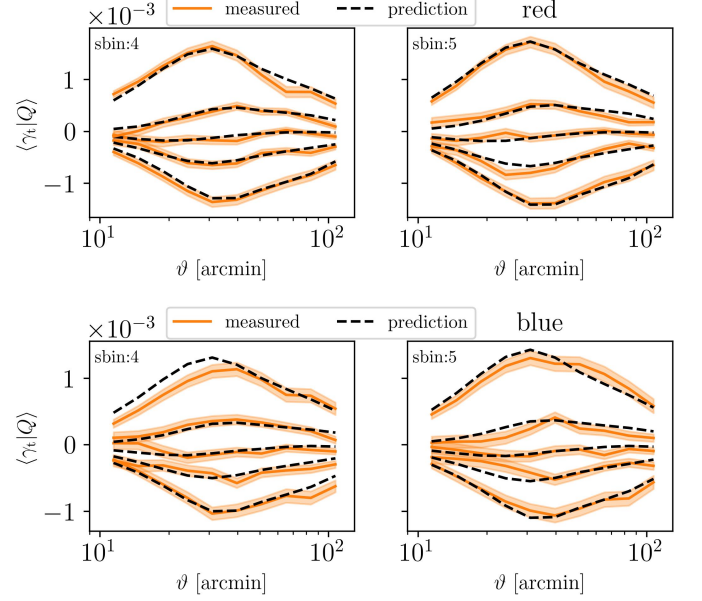 ×10⁻³ measured prediction red
sbin:4 sbin:5
1
0
−1
⟨γₜ|Q⟩
10¹ 10² 10¹ 10²
ϑ [arcmin] ϑ [arcmin]
×10⁻³ measured prediction blue
sbin:4 sbin:5
1
0
−1
⟨γₜ|Q⟩
10¹ 10² 10¹ 10²
ϑ [arcmin] ϑ [arcmin]